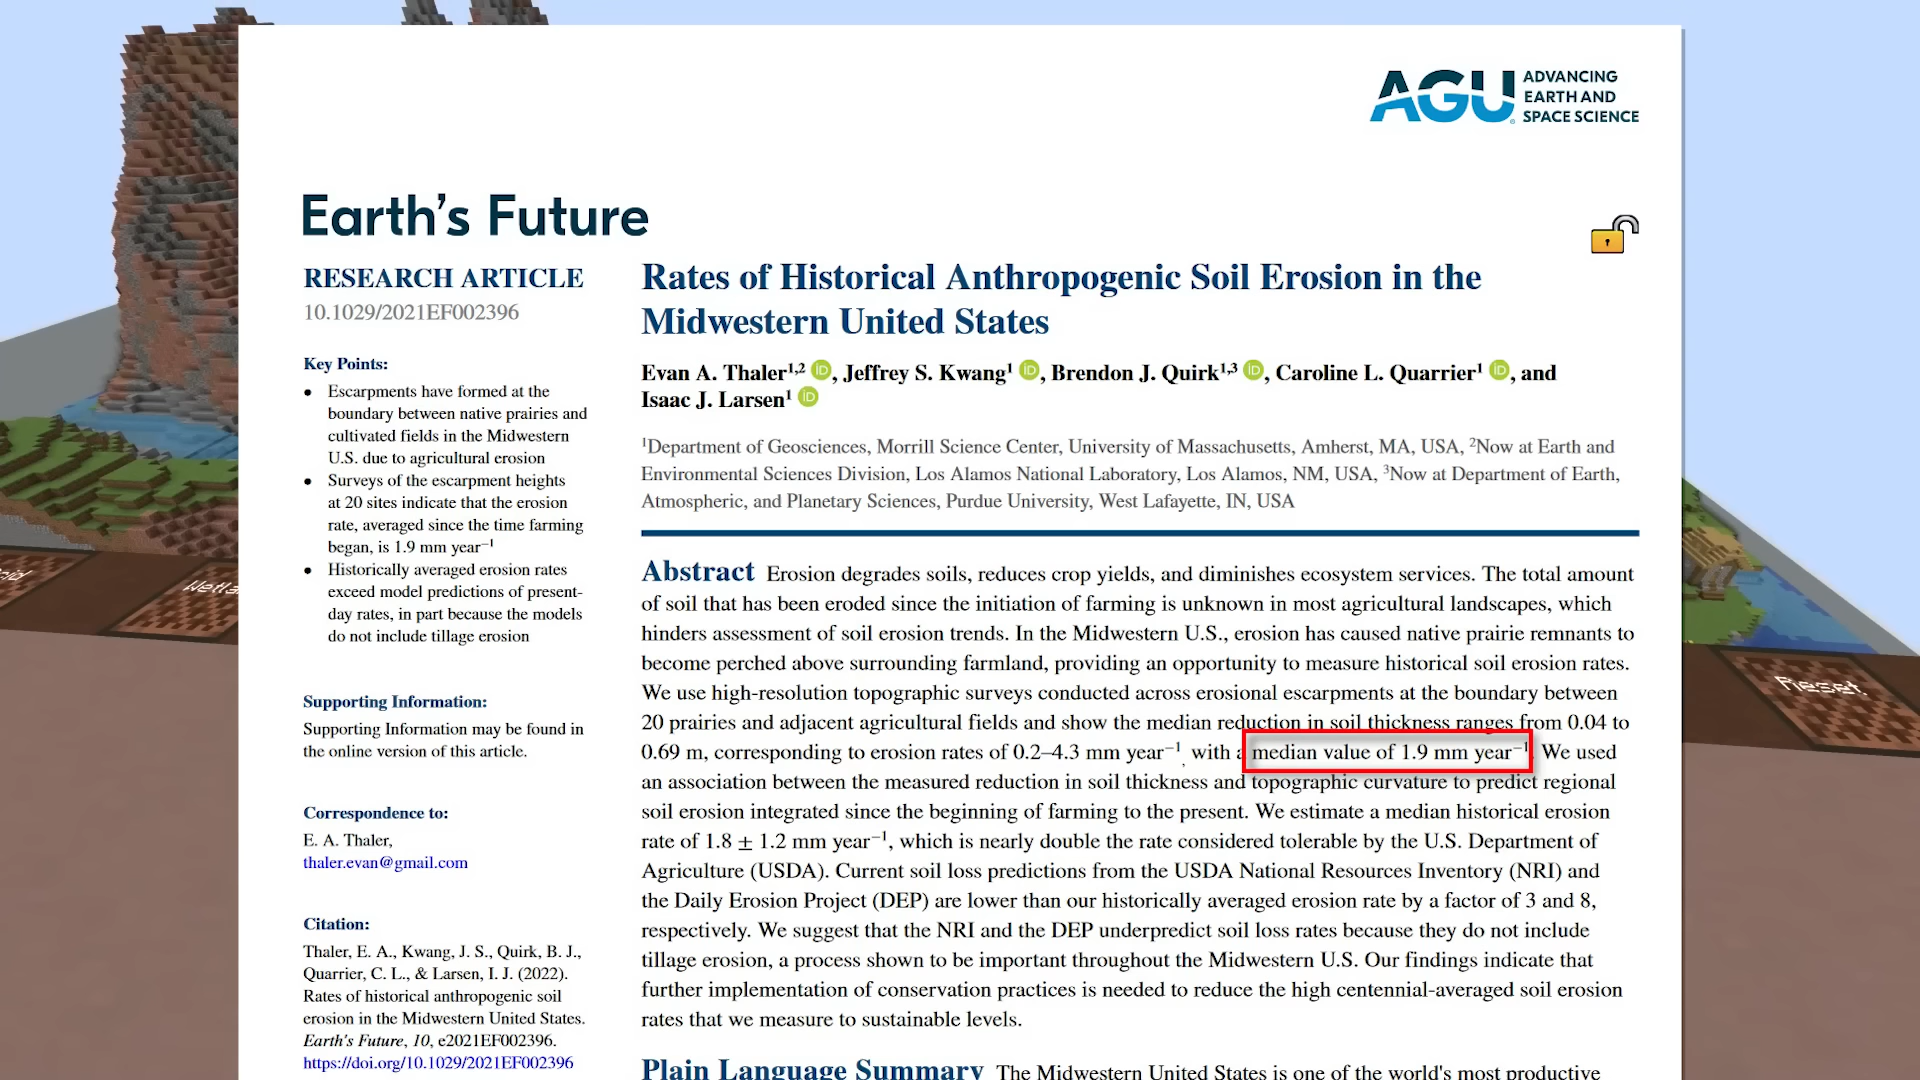 AGU ADVANCING
EARTH AND
SPACE SCIENCE
Earth's Future
RESEARCH ARTICLE
10.1029/2021EF002396
Key Points:
• Escarpments have formed at the
boundary between native prairies and
cultivated fields in the Midwestern
U.S. due to agricultural erosion
• Surveys of the escarpment heights
at 20 sites indicate that the erosion
rate, averaged since the time farming
began, is 1.9 mm year⁻¹
• Historically averaged erosion rates
exceed model predictions of present-
day rates, in part because the models
do not include tillage erosion
Supporting Information:
Supporting Information may be found in
the online version of this article.
Correspondence to:
E. A. Thaler,
thaler.evan@gmail.com
Citation:
Thaler, E. A., Kwang, J. S., Quirk, B. J.,
Quarrier, C. L., & Larsen, I. J. (2022).
Rates of historical anthropogenic soil
erosion in the Midwestern United States.
Earth's Future, 10, e2021EF002396.
https://doi.org/10.1029/2021EF002396
Rates of Historical Anthropogenic Soil Erosion in the
Midwestern United States
Evan A. Thaler¹,² iD, Jeffrey S. Kwang¹ iD, Brendon J. Quirk¹,³ iD, Caroline L. Quarrier¹ iD, and
Isaac J. Larsen¹ iD
¹Department of Geosciences, Morrill Science Center, University of Massachusetts, Amherst, MA, USA, ²Now at Earth and
Environmental Sciences Division, Los Alamos National Laboratory, Los Alamos, NM, USA, ³Now at Department of Earth,
Atmospheric, and Planetary Sciences, Purdue University, West Lafayette, IN, USA
Abstract Erosion degrades soils, reduces crop yields, and diminishes ecosystem services. The total amount
of soil that has been eroded since the initiation of farming is unknown in most agricultural landscapes, which
hinders assessment of soil erosion trends. In the Midwestern U.S., erosion has caused native prairie remnants to
become perched above surrounding farmland, providing an opportunity to measure historical soil erosion rates.
We use high-resolution topographic surveys conducted across erosional escarpments at the boundary between
20 prairies and adjacent agricultural fields and show the median reduction in soil thickness ranges from 0.04 to
0.69 m, corresponding to erosion rates of 0.2–4.3 mm year⁻¹, with a median value of 1.9 mm year⁻¹. We used
an association between the measured reduction in soil thickness and topographic curvature to predict regional
soil erosion integrated since the beginning of farming to the present. We estimate a median historical erosion
rate of 1.8 ± 1.2 mm year⁻¹, which is nearly double the rate considered tolerable by the U.S. Department of
Agriculture (USDA). Current soil loss predictions from the USDA National Resources Inventory (NRI) and
the Daily Erosion Project (DEP) are lower than our historically averaged erosion rate by a factor of 3 and 8,
respectively. We suggest that the NRI and the DEP underpredict soil loss rates because they do not include
tillage erosion, a process shown to be important throughout the Midwestern U.S. Our findings indicate that
further implementation of conservation practices is needed to reduce the high centennial-averaged soil erosion
rates that we measure to sustainable levels.
Plain Language Summary The Midwestern United States is one of the world's most productive
Reset